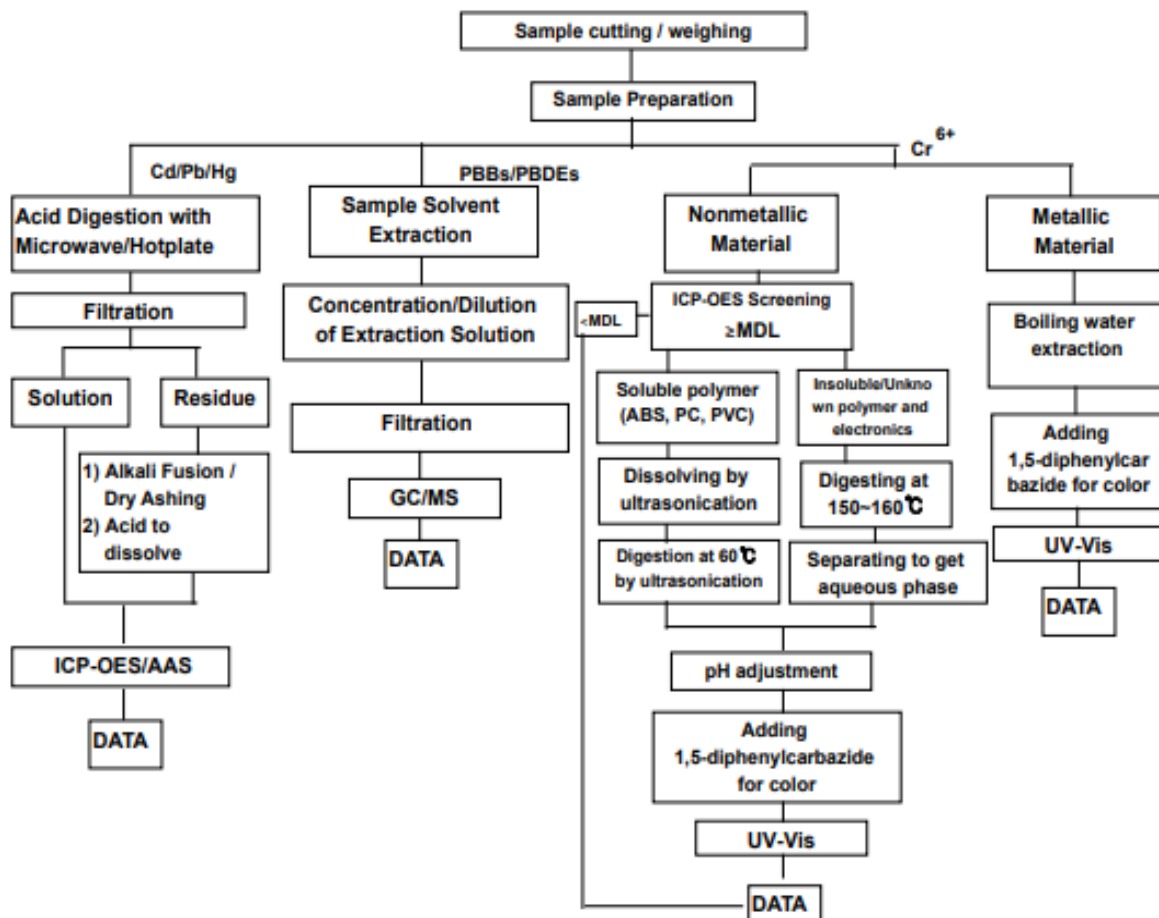 Sample cutting / weighing
Sample Preparation
Cd/Pb/Hg
PBBs/PBDEs
Cr 6+
Acid Digestion with
Microwave/Hotplate
Filtration
Solution
Residue
1) Alkali Fusion /
Dry Ashing
2) Acid to
dissolve
ICP-OES/AAS
DATA
Sample Solvent
Extraction
Concentration/Dilution
of Extraction Solution
Filtration
GC/MS
DATA
Nonmetallic
Material
ICP-OES Screening
≥MDL
<MDL
Soluble polymer
(ABS, PC, PVC)
Dissolving by
ultrasonication
Digestion at 60℃
by ultrasonication
Insoluble/Unkno
wn polymer and
electronics
Digesting at
150~160℃
Separating to get
aqueous phase
pH adjustment
Adding
1,5-diphenylcarbazide
for color
UV-Vis
DATA
Metallic
Material
Boiling water
extraction
Adding
1,5-diphenylcar
bazide for color
UV-Vis
DATA